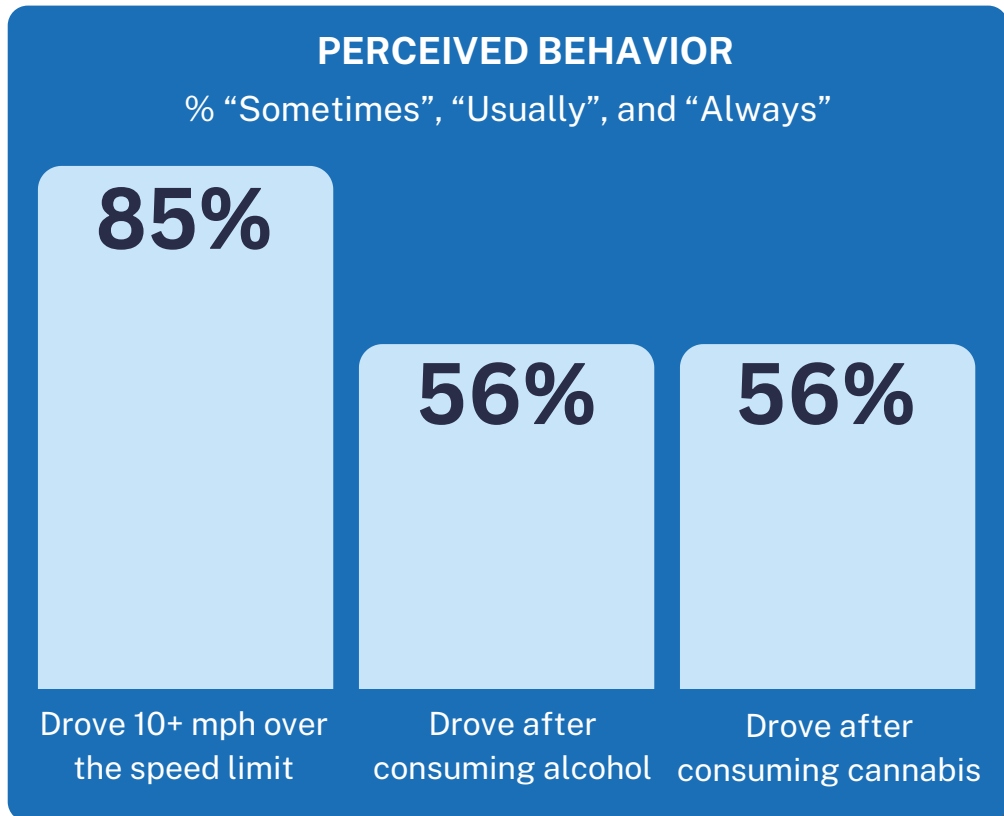 PERCEIVED BEHAVIOR
% “Sometimes”, “Usually”, and “Always”
85%
56%
56%
Drove 10+ mph over
the speed limit
Drove after
consuming alcohol
Drove after
consuming cannabis